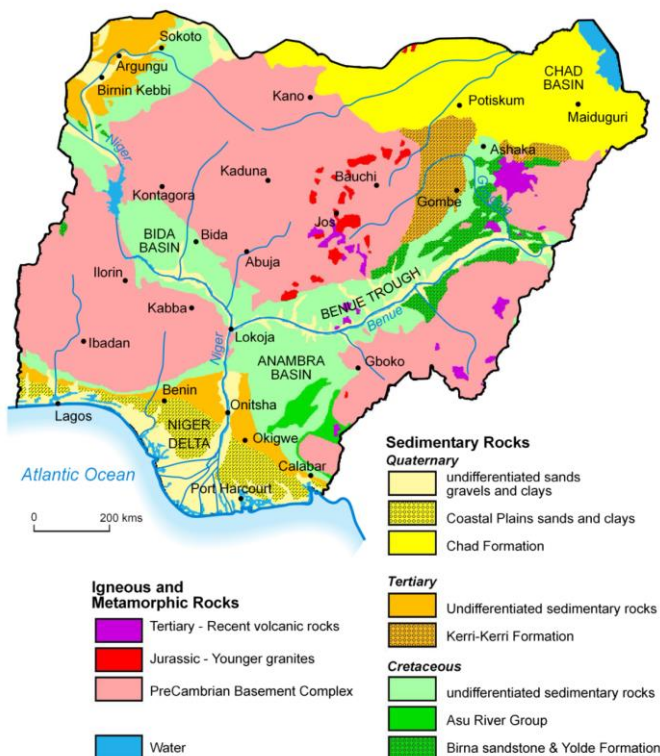 Sokoto
Argungu
Birnin Kebbi
CHAD
BASIN
Kano
Potiskum
Maiduguri
Niger
Ashaka
Kaduna
Bauchi
Kontagora
Gombe
Jos
BIDA
BASIN
Bida
Abuja
Ilorin
BENUE TROUGH
Kabba
Benue
Lokoja
Ibadan
Niger
ANAMBRA
BASIN
Gboko
Benin
Onitsha
Lagos
NIGER
DELTA
Okigwe
Calabar
Atlantic Ocean
Port Harcourt
0 200 kms
Sedimentary Rocks
Quaternary
undifferentiated sands
gravels and clays
Coastal Plains sands and clays
Chad Formation
Tertiary
Undifferentiated sedimentary rocks
Kerri-Kerri Formation
Cretaceous
undifferentiated sedimentary rocks
Asu River Group
Birna sandstone & Yolde Formation
Igneous and
Metamorphic Rocks
Tertiary - Recent volcanic rocks
Jurassic - Younger granites
PreCambrian Basement Complex
Water